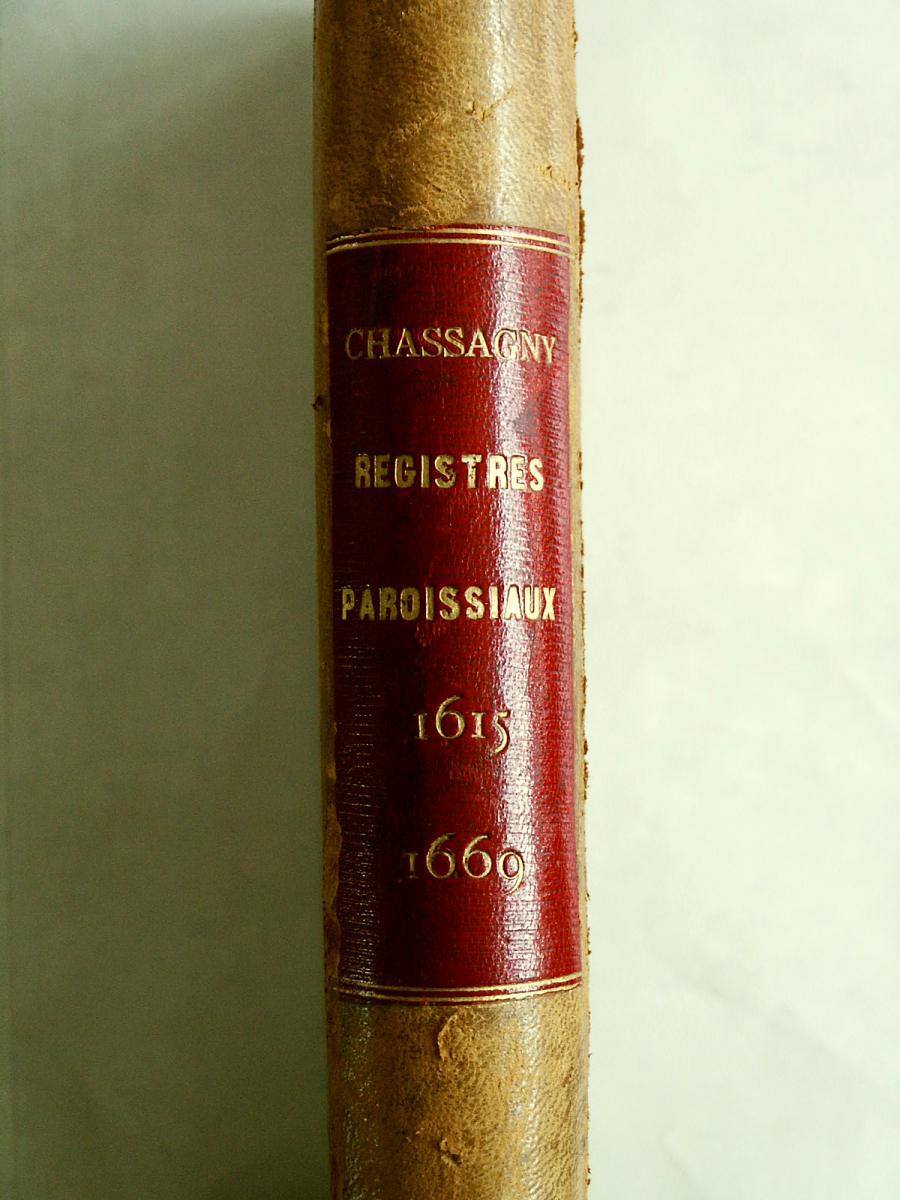 CHASSAGNY
REGISTRES
PAROISSIAUX
1615
1669